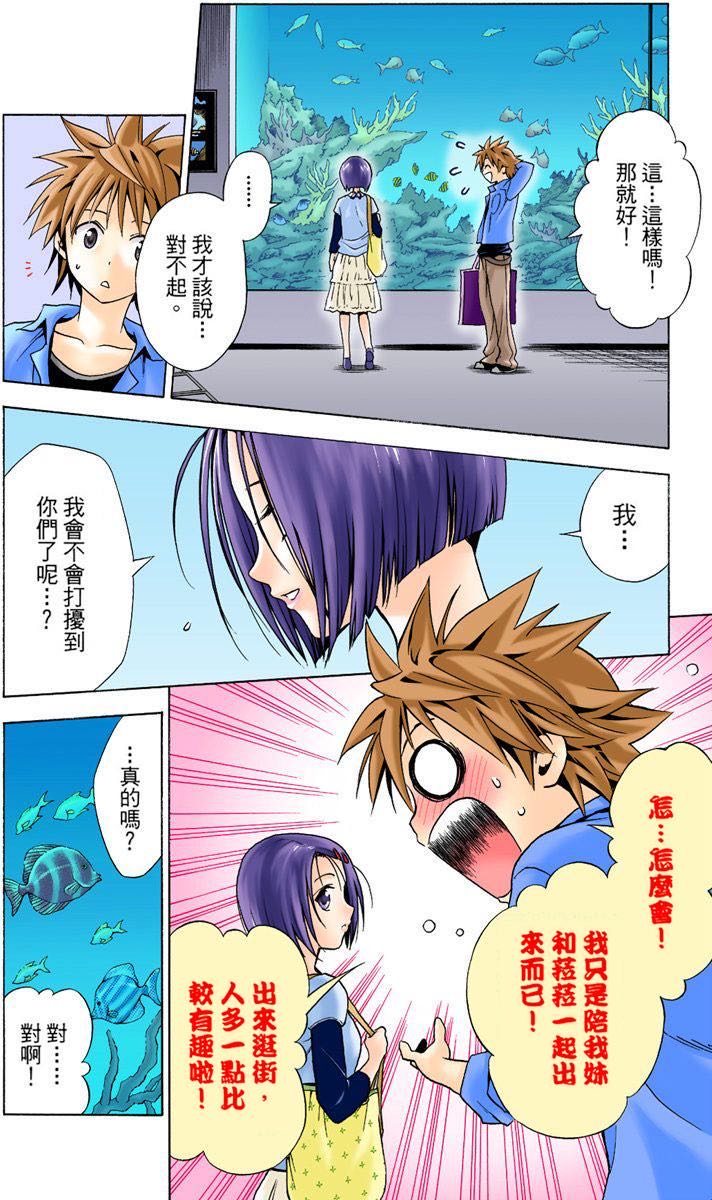 這…這樣嗎！
那就好！
……
我才該說…
對不起。
我…
我會不會打擾到
你們了呢…？
怎…怎麼會！
我只是陪我妹
和菈菈一起出
來而已！
出來逛街，
人多一點比
較有趣啦！
…真的嗎？
對……
對啊！